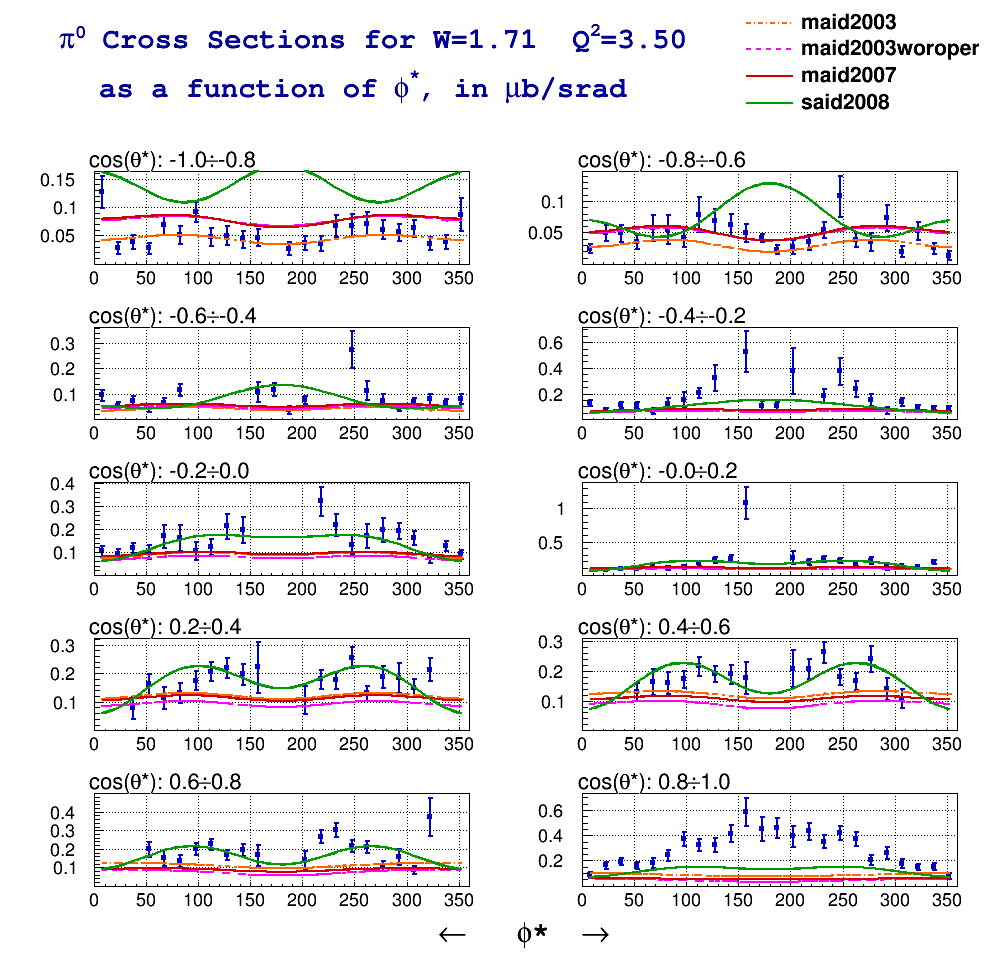 π⁰ Cross Sections for W=1.71 Q²=3.50
as a function of ϕ*, in μb/srad
maid2003
maid2003woroper
maid2007
said2008
cos(θ*): -1.0÷-0.8
0.15
0.1
0.05
0 50 100 150 200 250 300 350
cos(θ*): -0.8÷-0.6
0.1
0.05
0 50 100 150 200 250 300 350
cos(θ*): -0.6÷-0.4
0.3
0.2
0.1
0 50 100 150 200 250 300 350
cos(θ*): -0.4÷-0.2
0.6
0.4
0.2
0 50 100 150 200 250 300 350
cos(θ*): -0.2÷0.0
0.4
0.3
0.2
0.1
0 50 100 150 200 250 300 350
cos(θ*): -0.0÷0.2
1
0.5
0 50 100 150 200 250 300 350
cos(θ*): 0.2÷0.4
0.3
0.2
0.1
0 50 100 150 200 250 300 350
cos(θ*): 0.4÷0.6
0.3
0.2
0.1
0 50 100 150 200 250 300 350
cos(θ*): 0.6÷0.8
0.4
0.3
0.2
0.1
0 50 100 150 200 250 300 350
cos(θ*): 0.8÷1.0
0.6
0.4
0.2
0 50 100 150 200 250 300 350
← ϕ* →